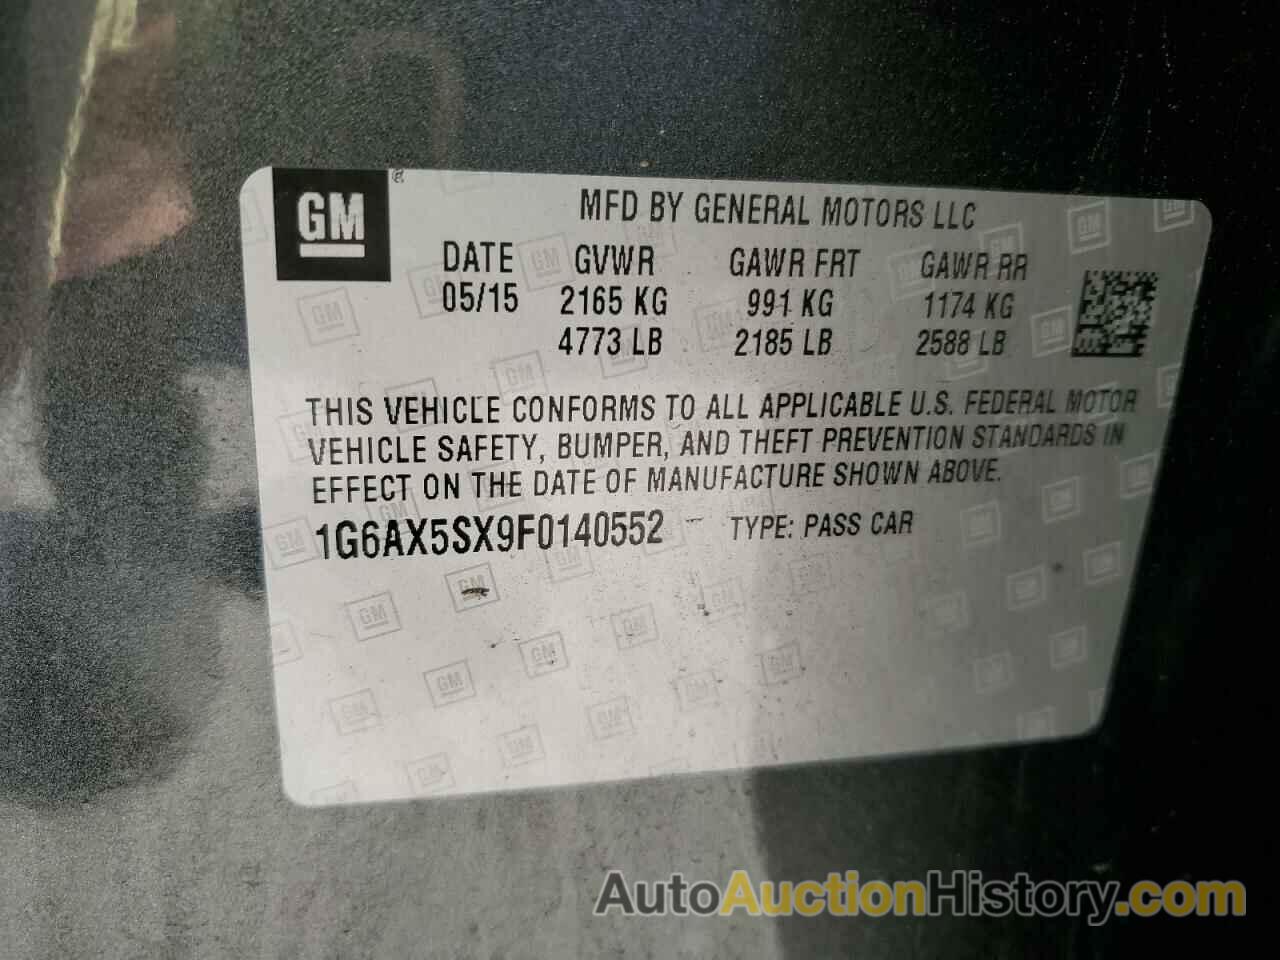 GM ®
MFD BY GENERAL MOTORS LLC
DATE GVWR GAWR FRT GAWR RR
05/15 2165 KG 991 KG 1174 KG
4773 LB 2185 LB 2588 LB
THIS VEHICLE CONFORMS TO ALL APPLICABLE U.S. FEDERAL MOTOR
VEHICLE SAFETY, BUMPER, AND THEFT PREVENTION STANDARDS IN
EFFECT ON THE DATE OF MANUFACTURE SHOWN ABOVE.
1G6AX5SX9F0140552 TYPE: PASS CAR
AutoAuctionHistory.com